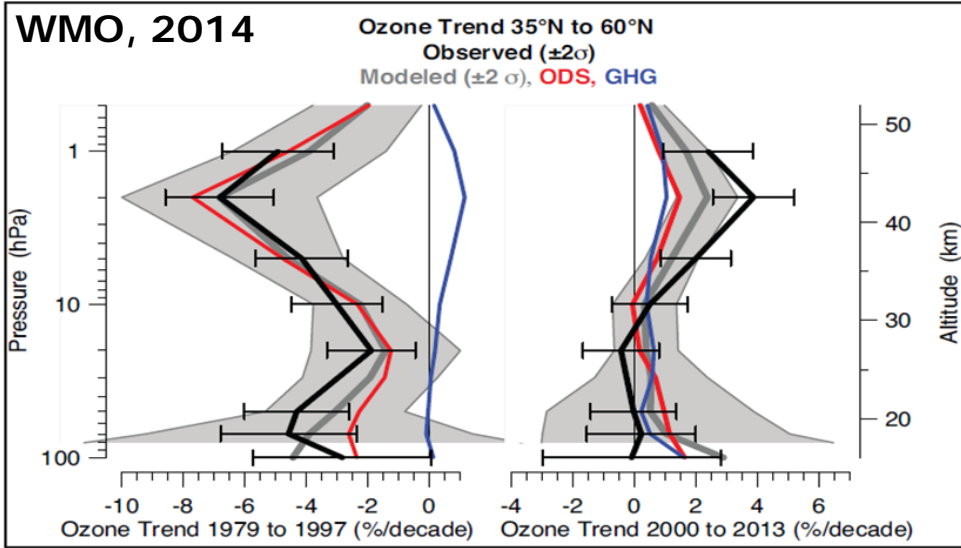 WMO, 2014
Ozone Trend 35°N to 60°N
Observed (±2σ)
Modeled (±2 σ), ODS, GHG
Pressure (hPa)
1
10
100
-10 -8 -6 -4 -2 0
Ozone Trend 1979 to 1997 (%/decade)
-4 -2 0 2 4 6
Ozone Trend 2000 to 2013 (%/decade)
50
40
30
20
Altitude (km)